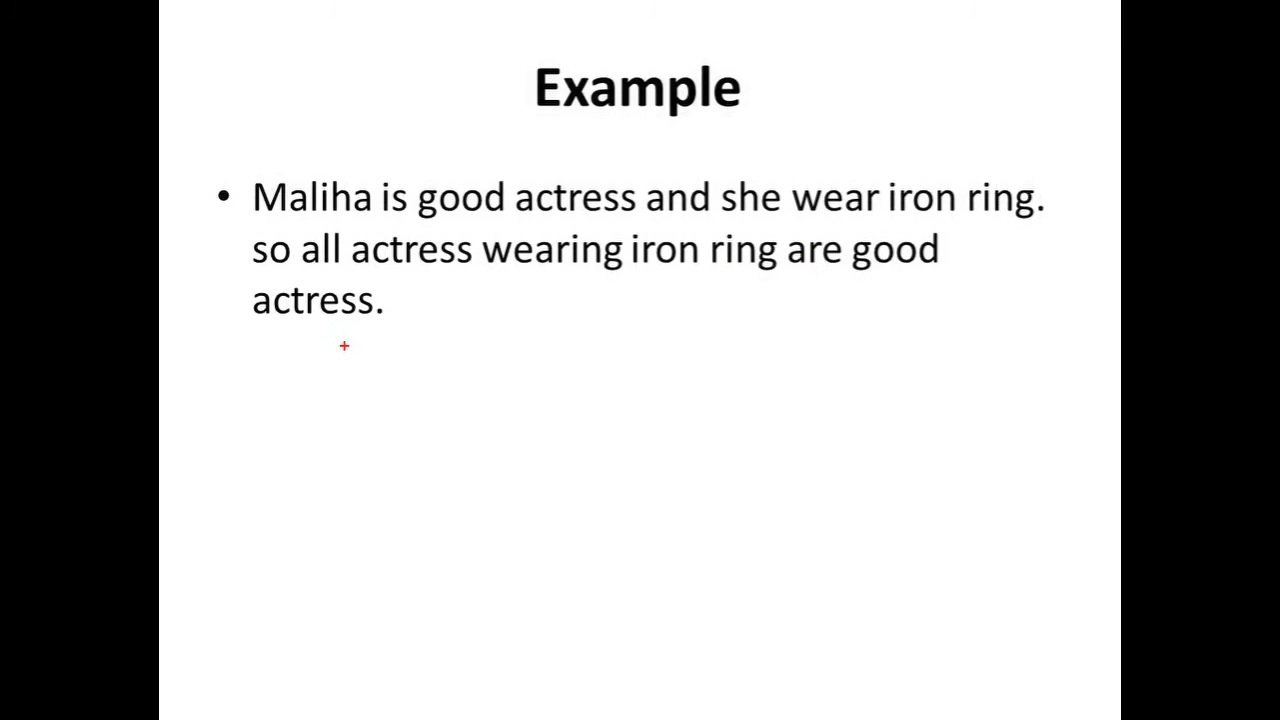 Example
• Maliha is good actress and she wear iron ring.
so all actress wearing iron ring are good
actress.